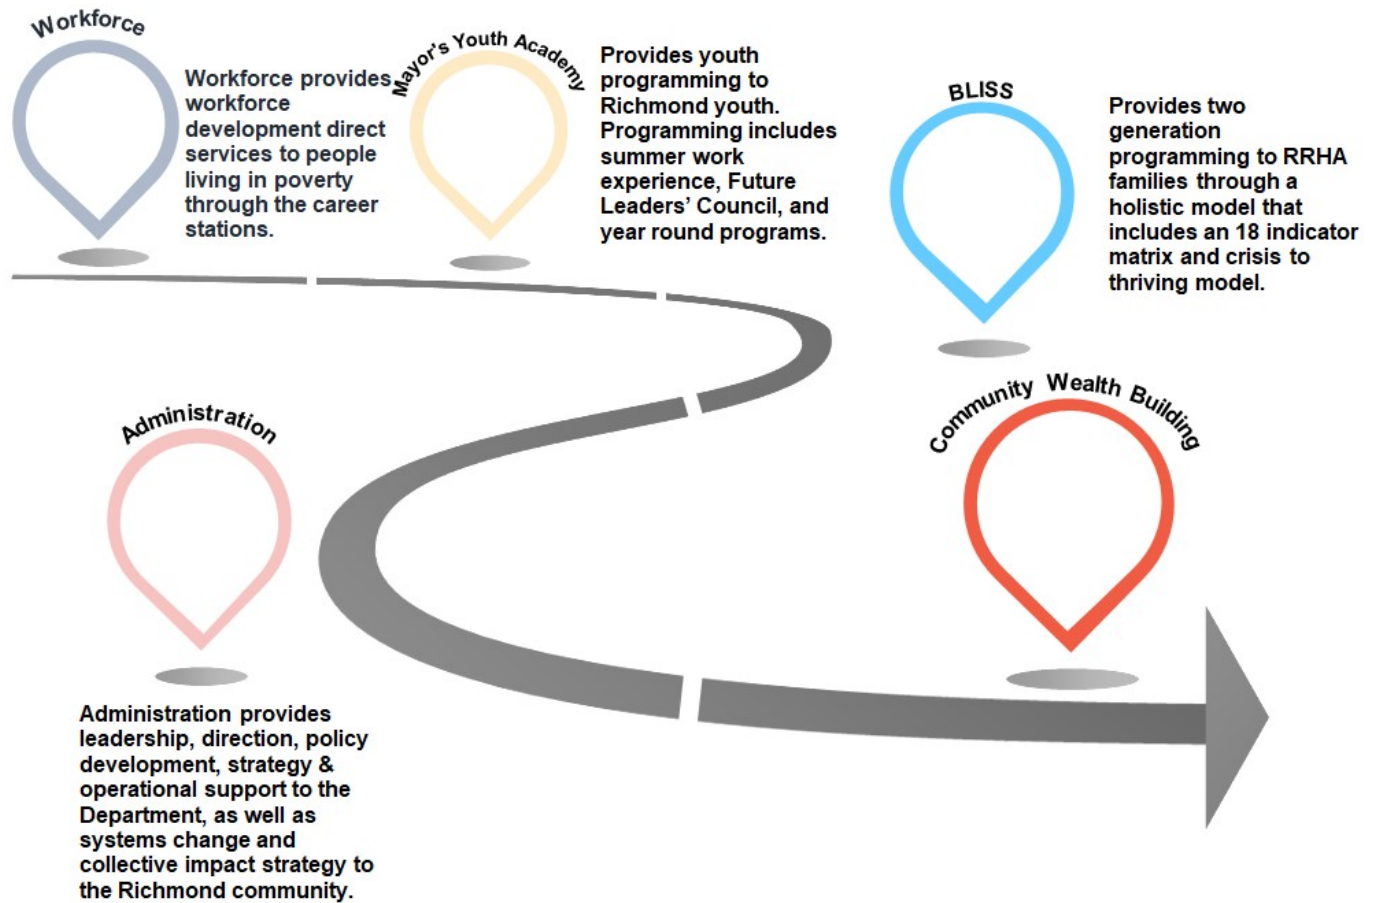 Workforce
Workforce provides
workforce
development direct
services to people
living in poverty
through the career
stations.
Mayor's Youth Academy
Provides youth
programming to
Richmond youth.
Programming includes
summer work
experience, Future
Leaders’ Council, and
year round programs.
BLISS
Provides two
generation
programming to RRHA
families through a
holistic model that
includes an 18 indicator
matrix and crisis to
thriving model.
Administration
Administration provides
leadership, direction, policy
development, strategy &
operational support to the
Department, as well as
systems change and
collective impact strategy to
the Richmond community.
Community Wealth Building